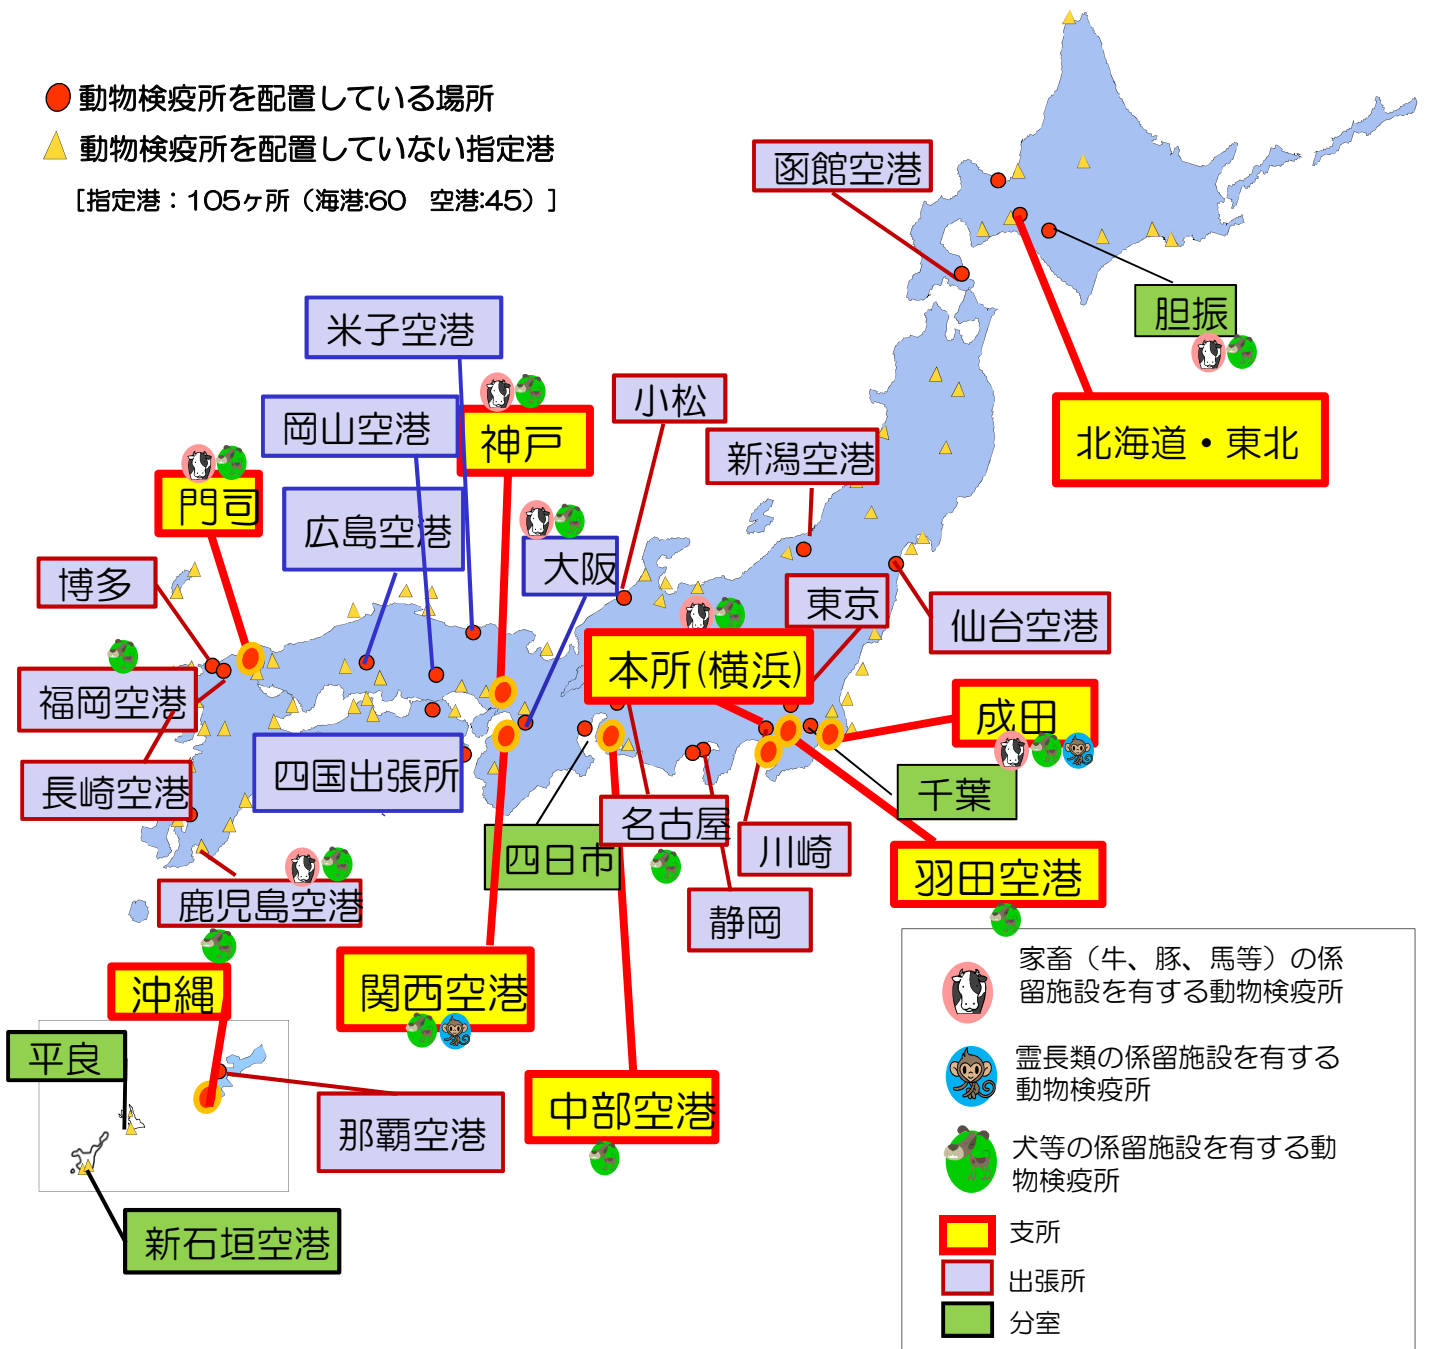 動物検疫所を配置している場所
動物検疫所を配置していない指定港
[指定港：105ヶ所（海港:60　空港:45）]
函館空港
胆振
北海道・東北
米子空港
岡山空港
神戸
小松
新潟空港
門司
広島空港
大阪
博多
東京
仙台空港
本所(横浜)
福岡空港
成田
四国出張所
長崎空港
千葉
名古屋
川崎
四日市
羽田空港
鹿児島空港
静岡
沖縄
関西空港
平良
中部空港
那覇空港
新石垣空港
家畜（牛、豚、馬等）の係
留施設を有する動物検疫所
霊長類の係留施設を有する
動物検疫所
犬等の係留施設を有する動
物検疫所
支所
出張所
分室